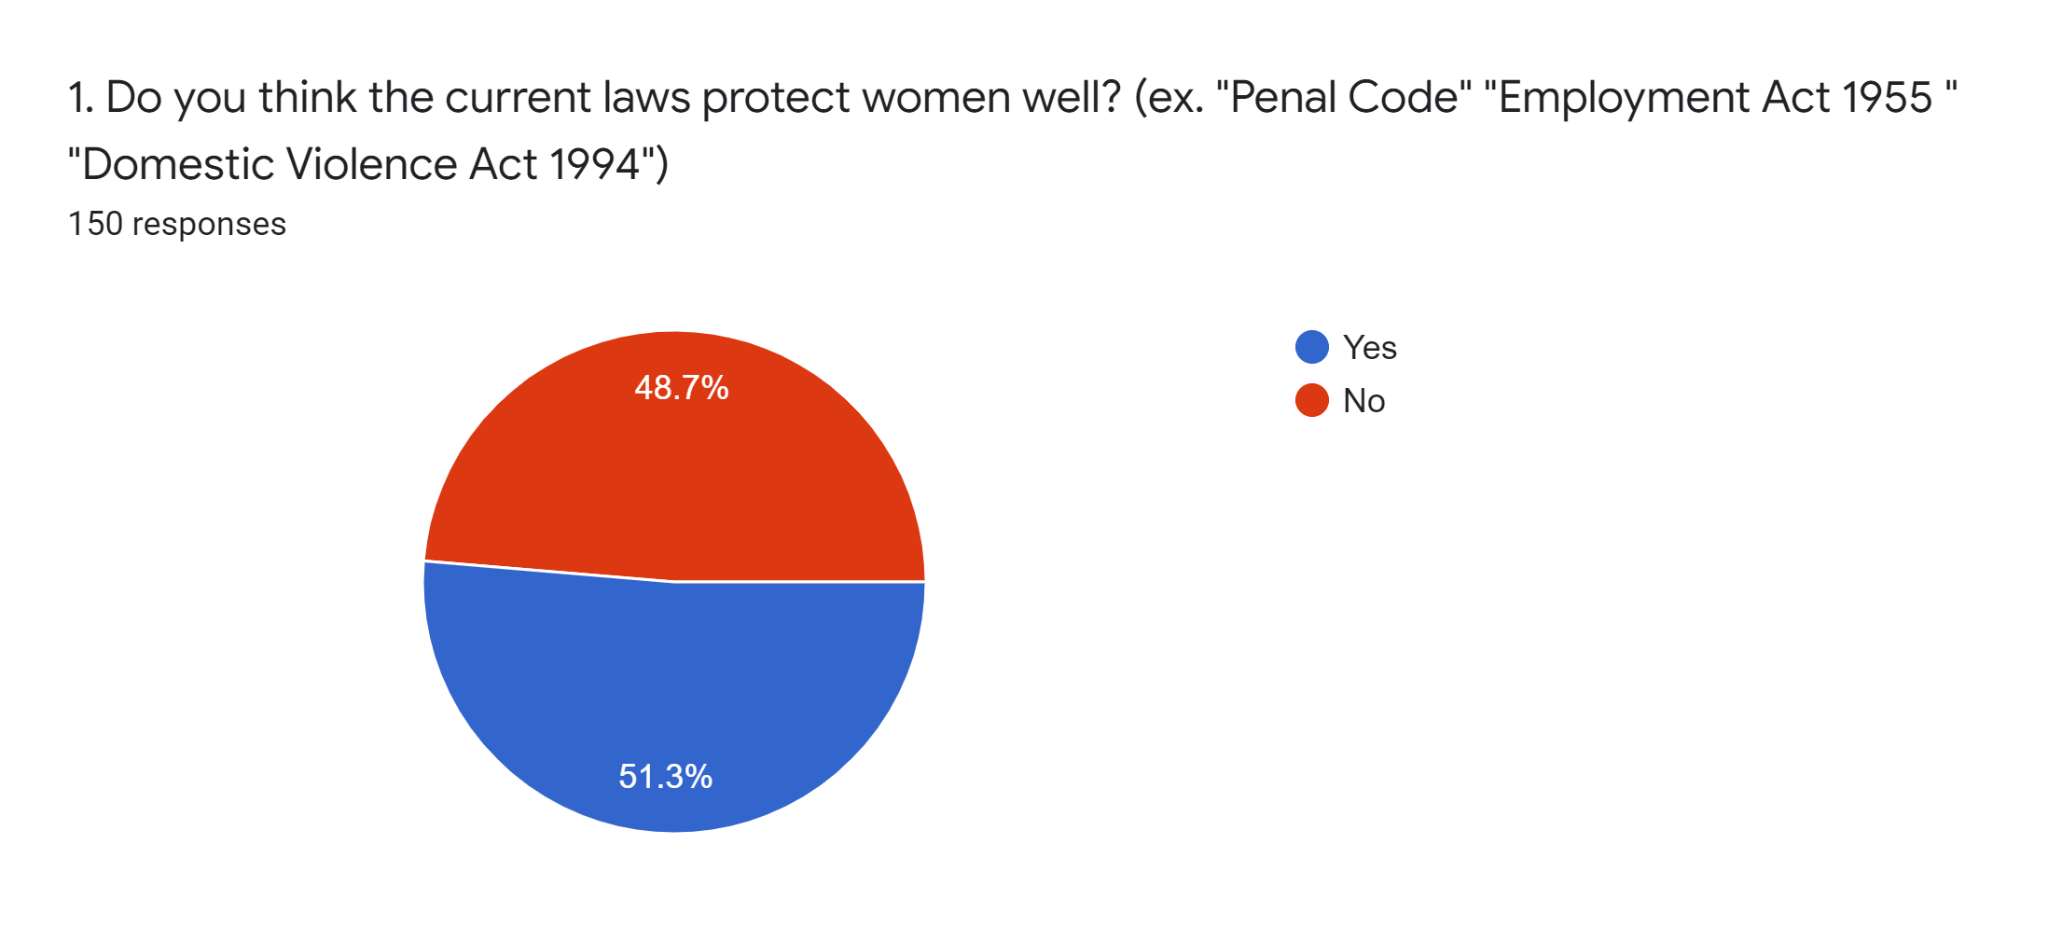 1. Do you think the current laws protect women well? (ex. "Penal Code" "Employment Act 1955 "
"Domestic Violence Act 1994")
150 responses
48.7%
51.3%
Yes
No